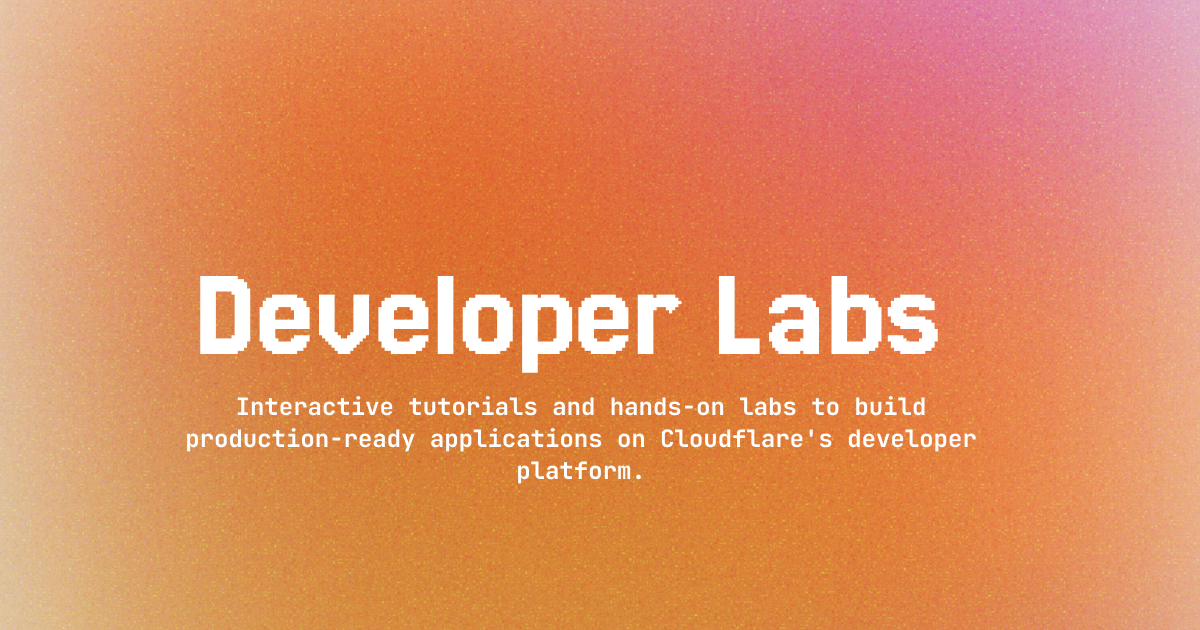 Developer Labs
Interactive tutorials and hands-on labs to build
production-ready applications on Cloudflare's developer
platform.